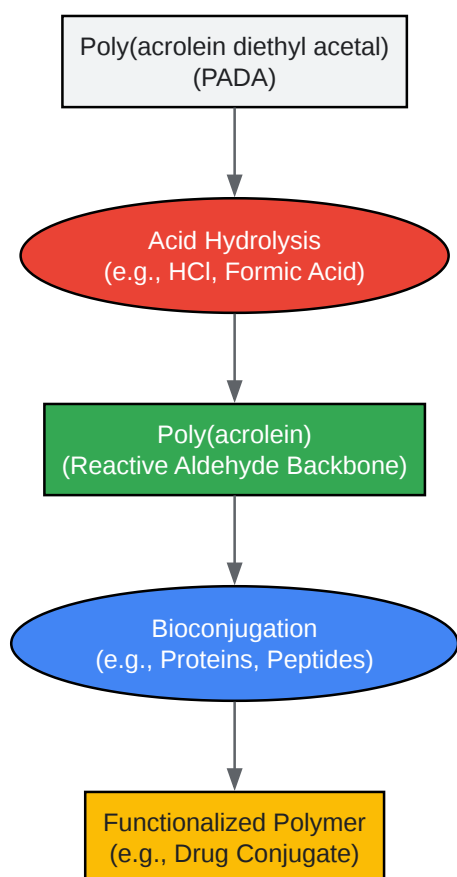 Poly(acrolein diethyl acetal)
(PADA)
Acid Hydrolysis
(e.g., HCl, Formic Acid)
Poly(acrolein)
(Reactive Aldehyde Backbone)
Bioconjugation
(e.g., Proteins, Peptides)
Functionalized Polymer
(e.g., Drug Conjugate)